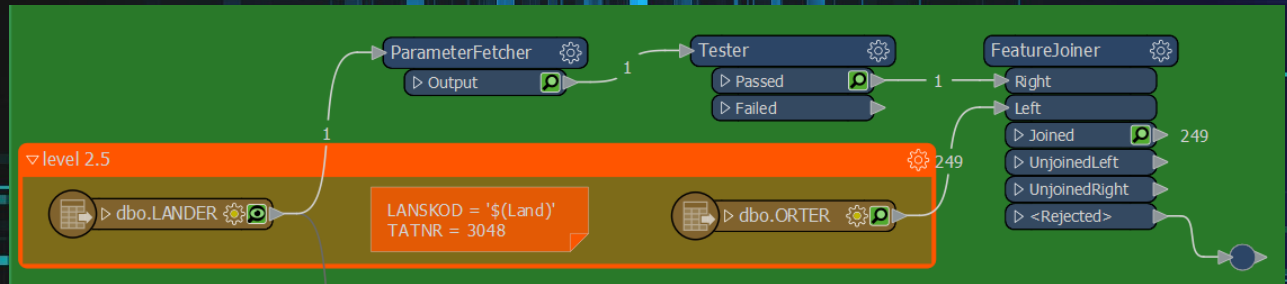 ParameterFetcher
Output
1
Tester
Passed
Failed
1
FeatureJoiner
Right
Left
Joined
249
UnjoinedLeft
UnjoinedRight
<Rejected>
1
level 2.5
249
dbo.LANDER
LANSKOD = '$(Land)'
TATNR = 3048
dbo.ORTER